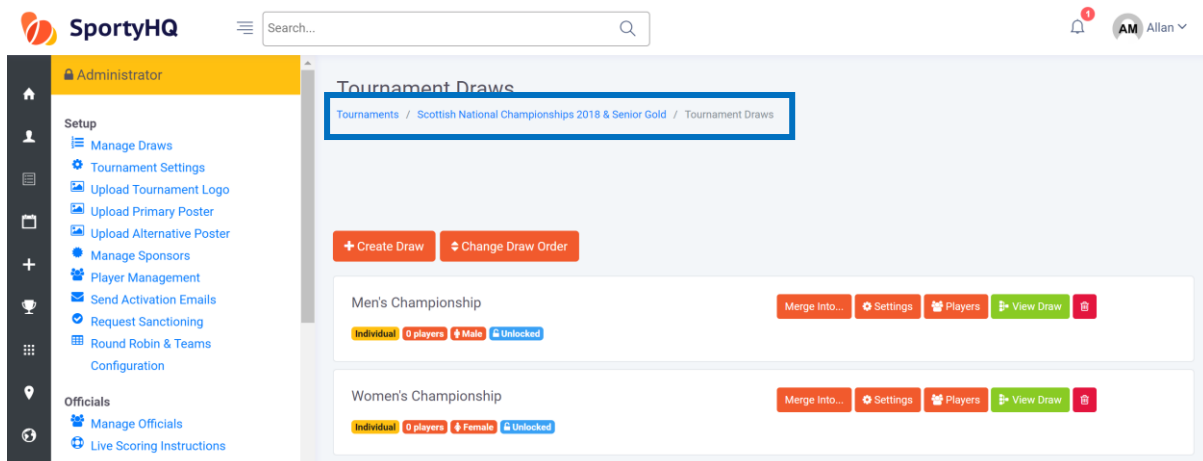 SportyHQ
Search...
1
AM Allan
Administrator
Setup
Manage Draws
Tournament Settings
Upload Tournament Logo
Upload Primary Poster
Upload Alternative Poster
Manage Sponsors
Player Management
Send Activation Emails
Request Sanctioning
Round Robin & Teams
Configuration
Officials
Manage Officials
Live Scoring Instructions
Tournament Draws
Tournaments / Scottish National Championships 2018 & Senior Gold / Tournament Draws
Create Draw Change Draw Order
Men's Championship
Merge Into... Settings Players View Draw
Individual 0 players Male Unlocked
Women's Championship
Merge Into... Settings Players View Draw
Individual 0 players Female Unlocked